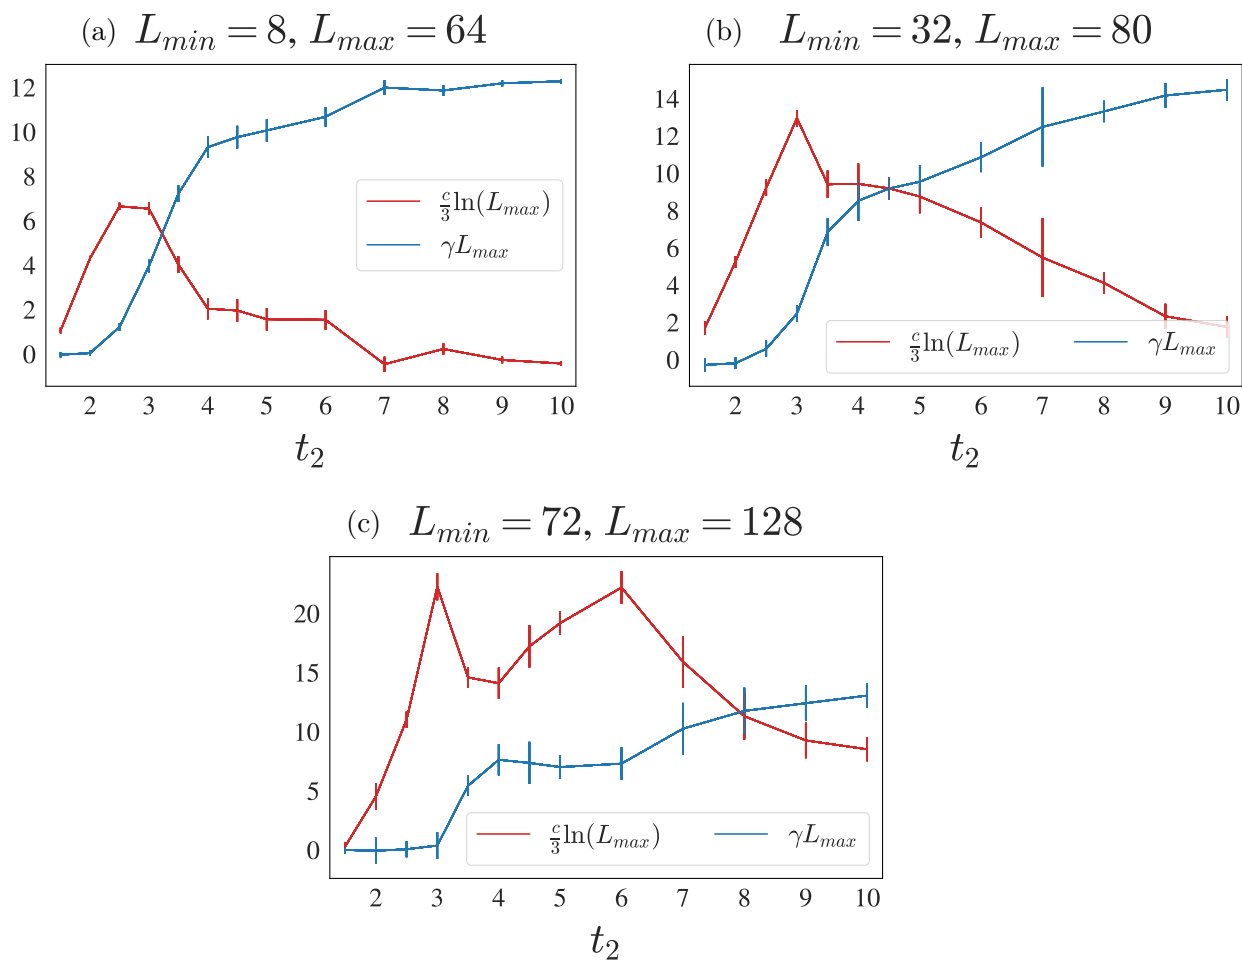 (a) L_min = 8, L_max = 64
12
10
8
6
4
2
0
c/3 ln(L_max)
γL_max
2 3 4 5 6 7 8 9 10
t_2
(b) L_min = 32, L_max = 80
14
12
10
8
6
4
2
0
c/3 ln(L_max) γL_max
2 3 4 5 6 7 8 9 10
t_2
(c) L_min = 72, L_max = 128
20
15
10
5
0
c/3 ln(L_max) γL_max
2 3 4 5 6 7 8 9 10
t_2